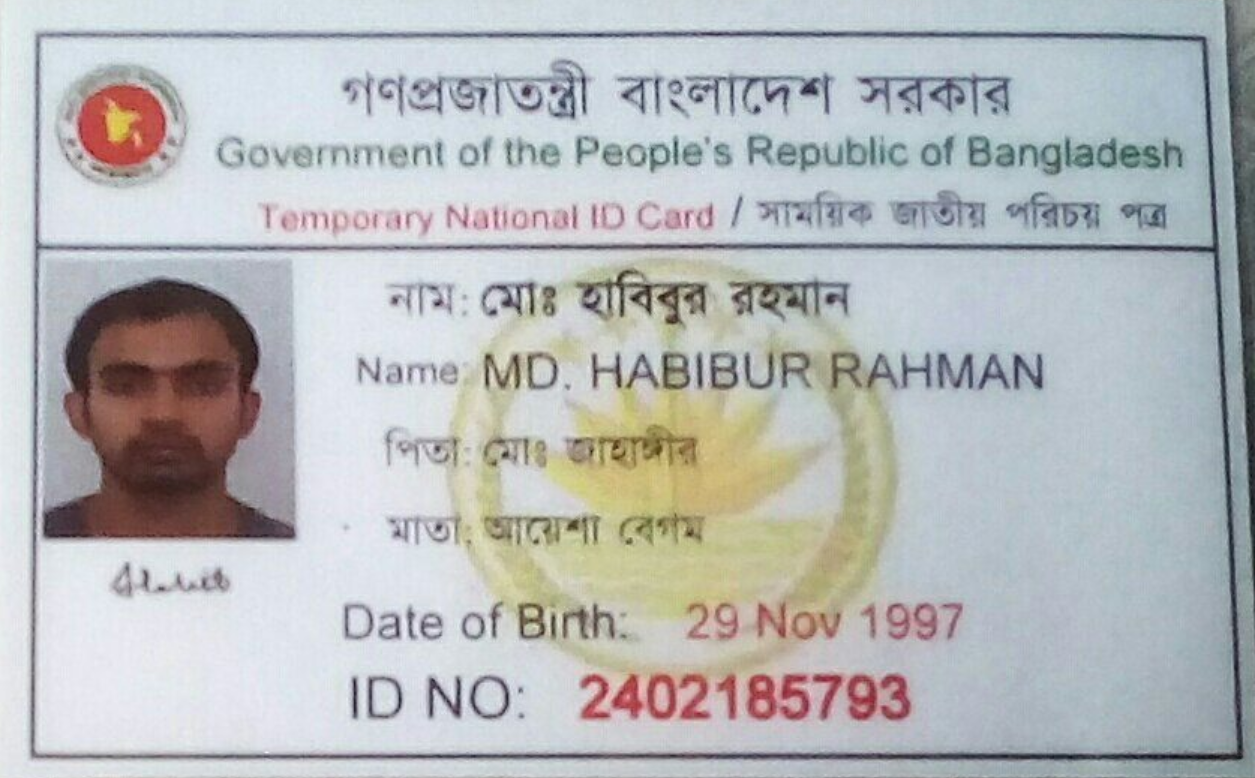 গণপ্রজাতন্ত্রী বাংলাদেশ সরকার
Government of the People's Republic of Bangladesh
Temporary National ID Card / সাময়িক জাতীয় পরিচয় পত্র
নাম: মোঃ হাবিবুর রহমান
Name: MD. HABIBUR RAHMAN
পিতা: মোঃ জাহাঙ্গীর
মাতা: আয়েশা বেগম
Date of Birth: 29 Nov 1997
ID NO: 2402185793